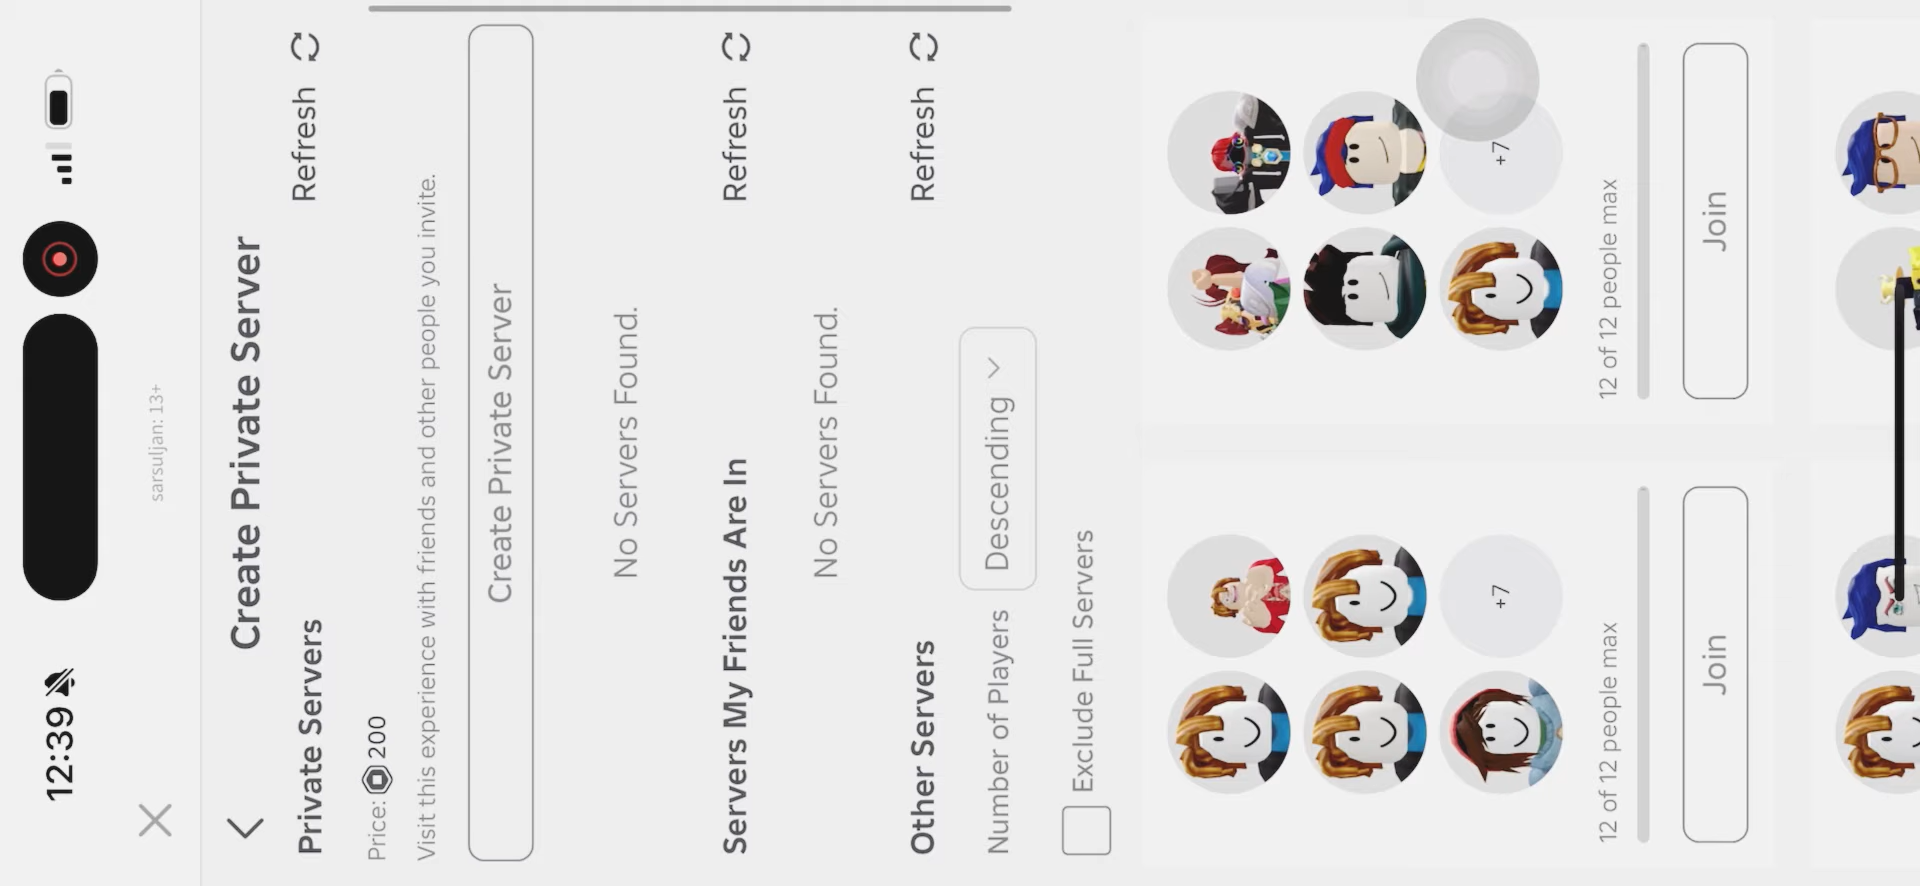 12:39
sarsuljan: 13+
Create Private Server
Private Servers
Refresh
Price: 200
Visit this experience with friends and other people you invite.
Create Private Server
No Servers Found.
Servers My Friends Are In
Refresh
No Servers Found.
Other Servers
Refresh
Number of Players
Descending
Exclude Full Servers
+7
12 of 12 people max
Join
+7
12 of 12 people max
Join